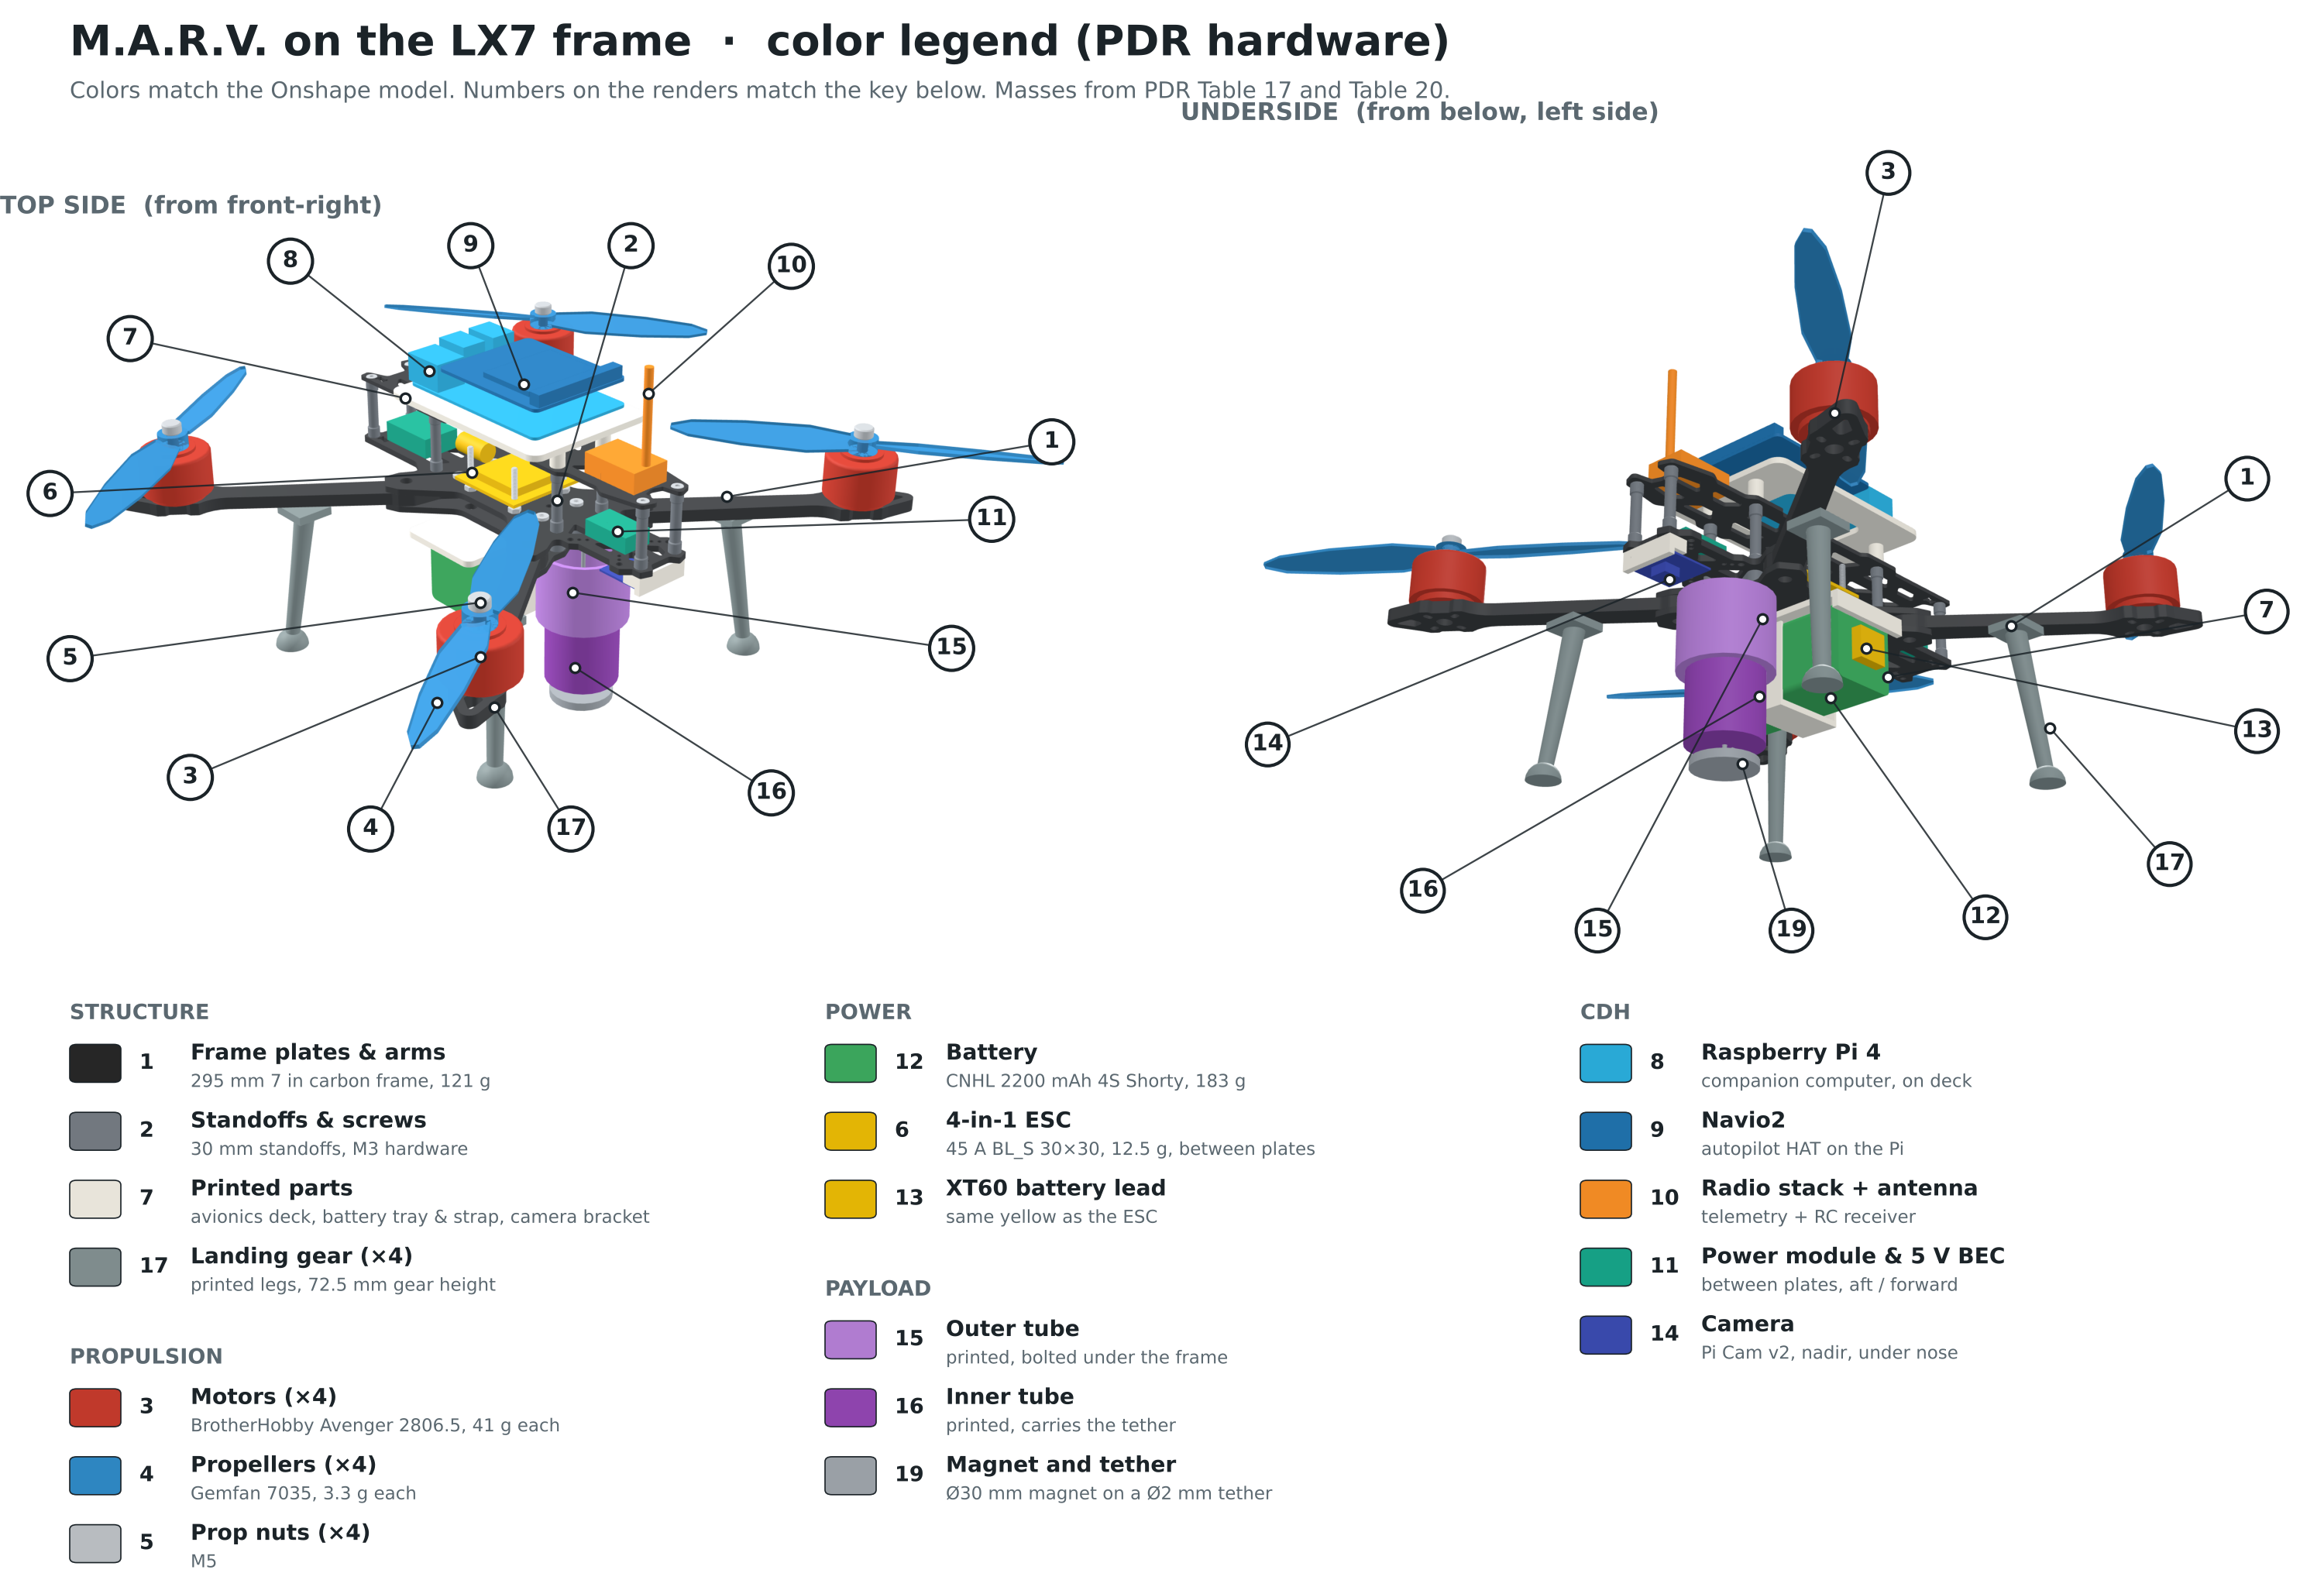 M.A.R.V. on the LX7 frame · color legend (PDR hardware)
Colors match the Onshape model. Numbers on the renders match the key below. Masses from PDR Table 17 and Table 20.
UNDERSIDE (from below, left side)
TOP SIDE (from front-right)
3
8
9
2
10
7
1
6
11
5
15
3
4
17
16
1
7
14
13
16
15
19
12
17
STRUCTURE
1 Frame plates & arms
295 mm 7 in carbon frame, 121 g
2 Standoffs & screws
30 mm standoffs, M3 hardware
7 Printed parts
avionics deck, battery tray & strap, camera bracket
17 Landing gear (×4)
printed legs, 72.5 mm gear height
PROPULSION
3 Motors (×4)
BrotherHobby Avenger 2806.5, 41 g each
4 Propellers (×4)
Gemfan 7035, 3.3 g each
5 Prop nuts (×4)
M5
POWER
12 Battery
CNHL 2200 mAh 4S Shorty, 183 g
6 4-in-1 ESC
45 A BL_S 30×30, 12.5 g, between plates
13 XT60 battery lead
same yellow as the ESC
PAYLOAD
15 Outer tube
printed, bolted under the frame
16 Inner tube
printed, carries the tether
19 Magnet and tether
Ø30 mm magnet on a Ø2 mm tether
CDH
8 Raspberry Pi 4
companion computer, on deck
9 Navio2
autopilot HAT on the Pi
10 Radio stack + antenna
telemetry + RC receiver
11 Power module & 5 V BEC
between plates, aft / forward
14 Camera
Pi Cam v2, nadir, under nose